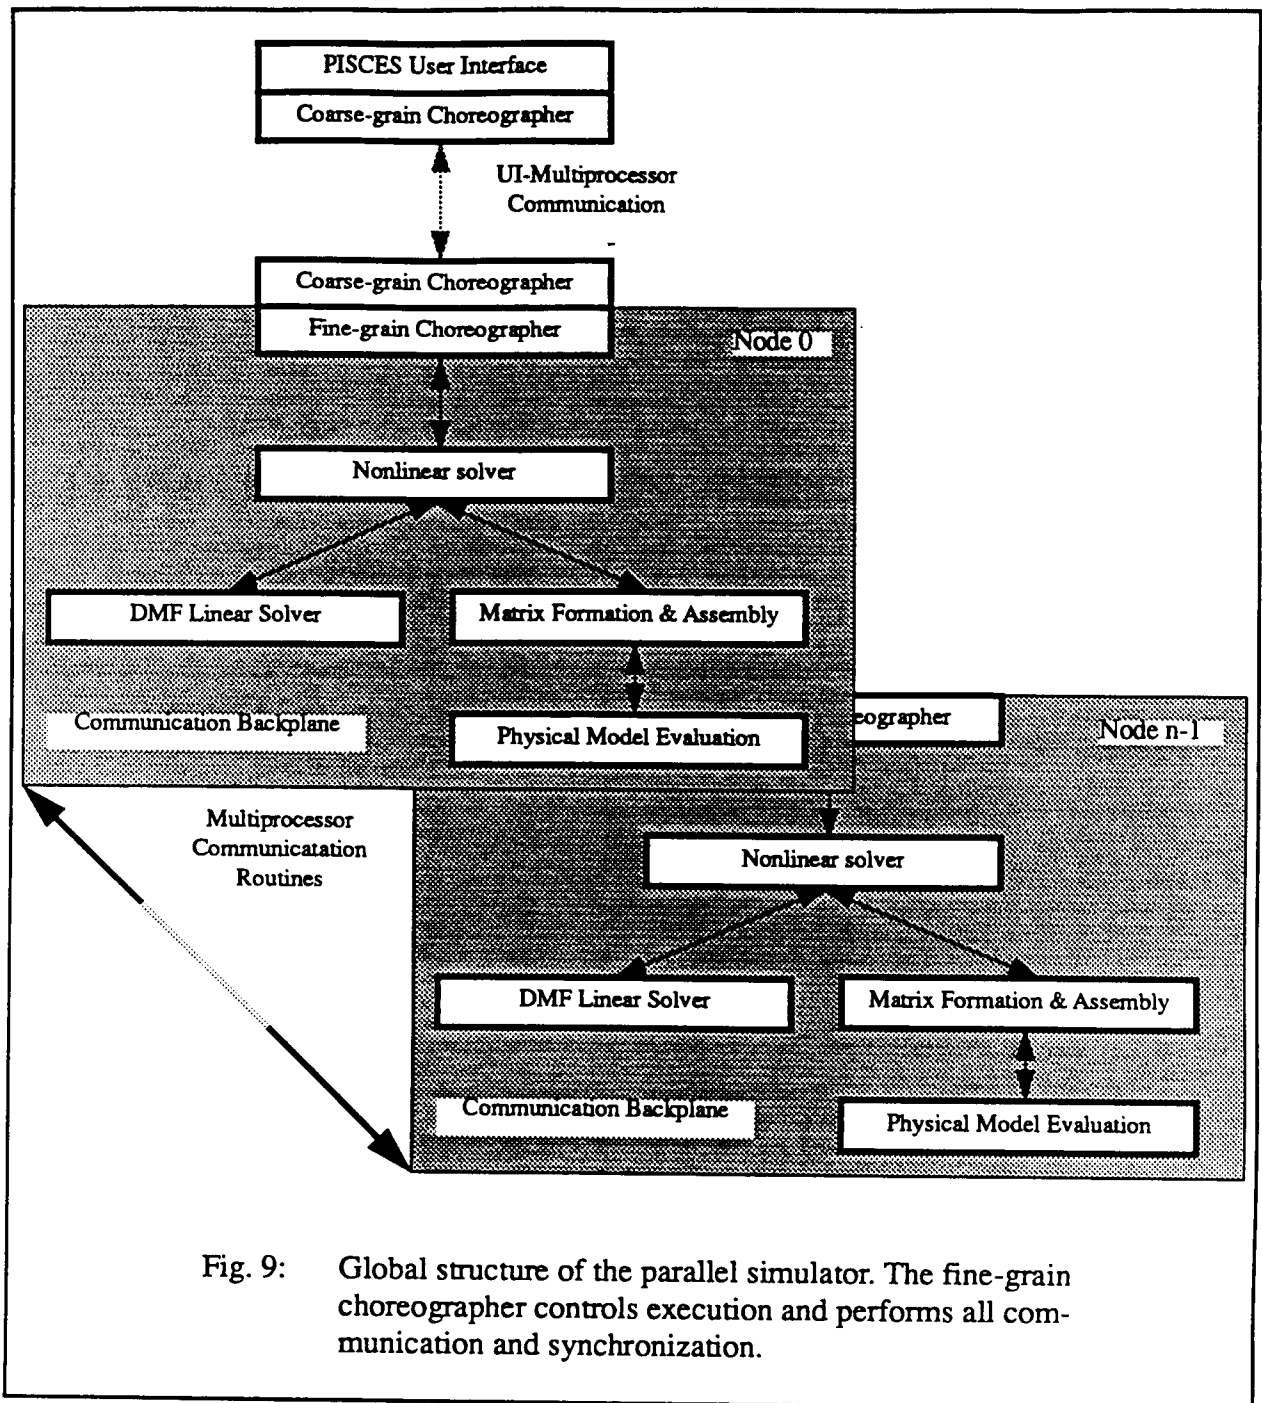 PISCES User Interface
Coarse-grain Choreographer
UI-Multiprocessor
Communication
Coarse-grain Choreographer
Fine-grain Choreographer
Node 0
Nonlinear solver
DMF Linear Solver
Matrix Formation & Assembly
Communication Backplane
Physical Model Evaluation
eographer
Node n-1
Multiprocessor
Communicatation
Routines
Nonlinear solver
DMF Linear Solver
Matrix Formation & Assembly
Communication Backplane
Physical Model Evaluation
Fig. 9: Global structure of the parallel simulator. The fine-grain
choreographer controls execution and performs all com-
munication and synchronization.